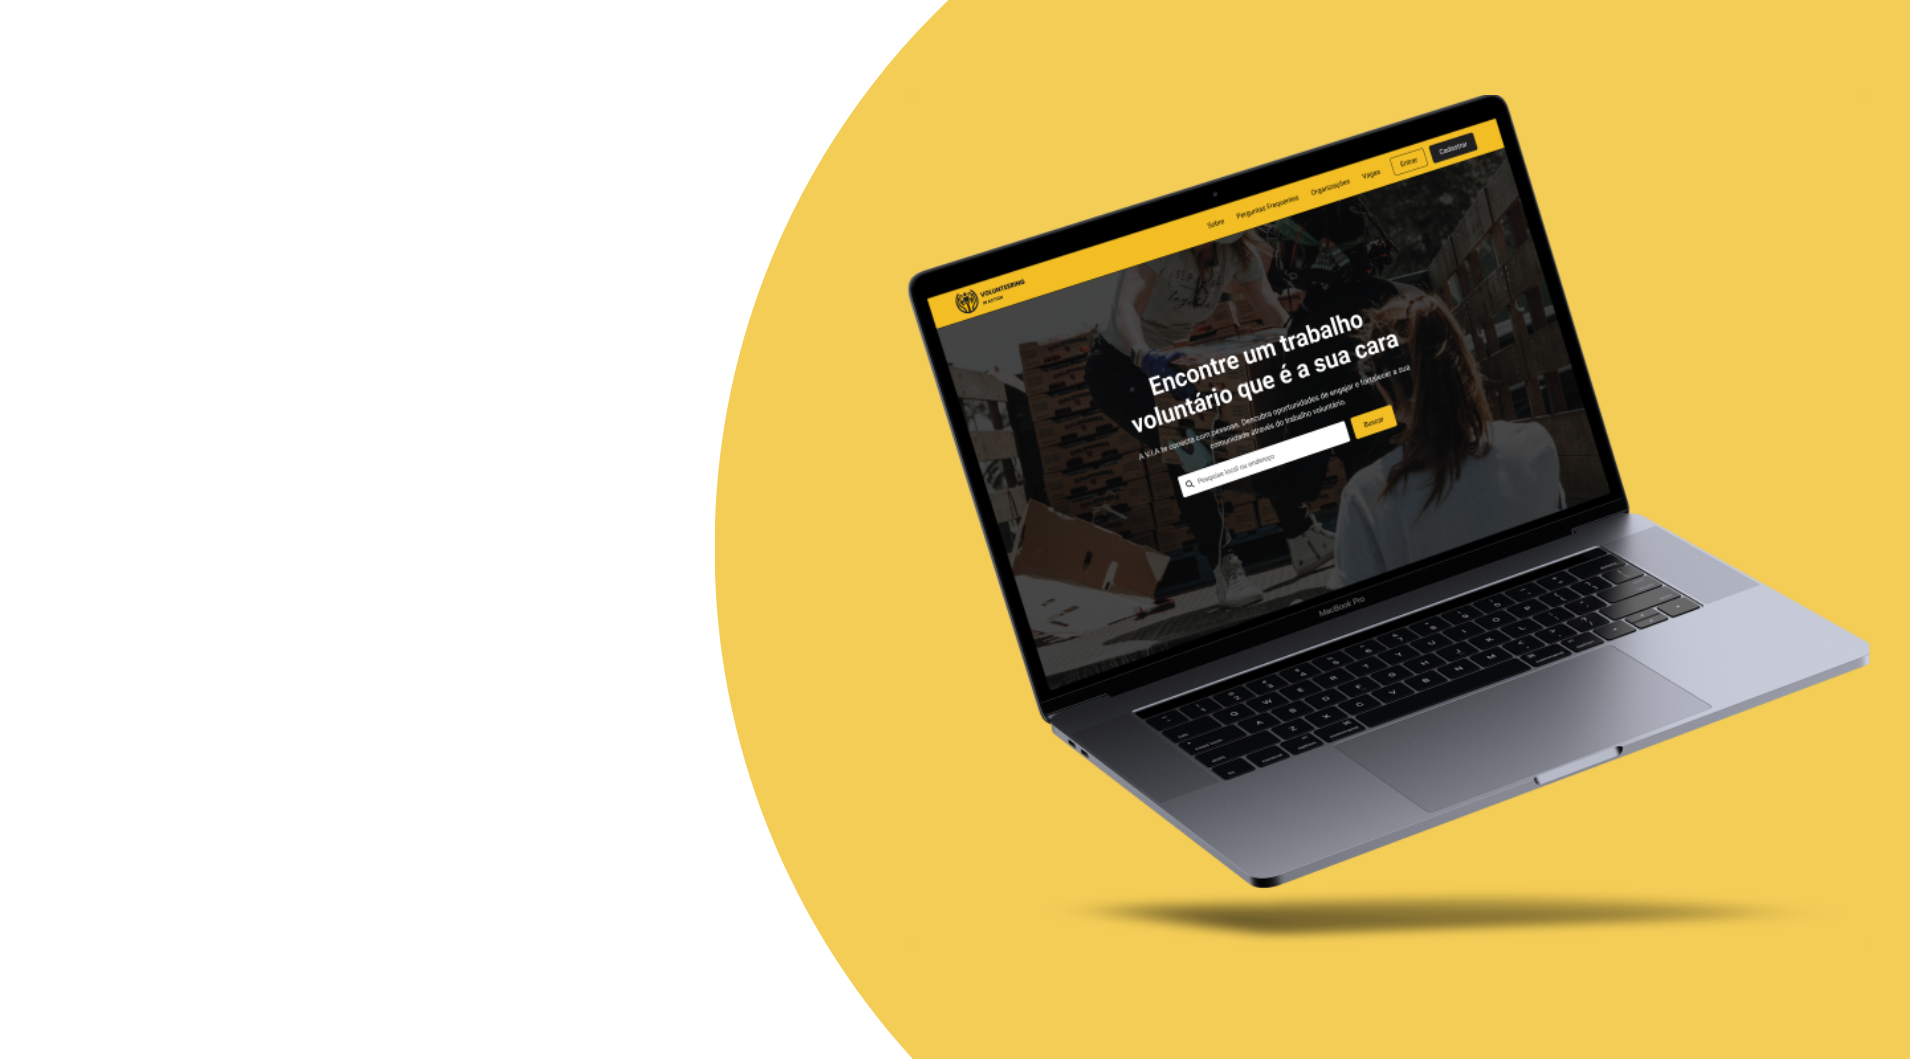 VOLUNTEERING
IN ACTION
Sobre
Perguntas Frequentes
Organizações
Vagas
Entrar
Cadastrar
Encontre um trabalho
voluntário que é a sua cara
A V.I.A te conecta com pessoas. Descubra oportunidades de engajar e fortalecer a sua
comunidade através do trabalho voluntário.
Pesquise local ou endereço
Buscar
MacBook Pro